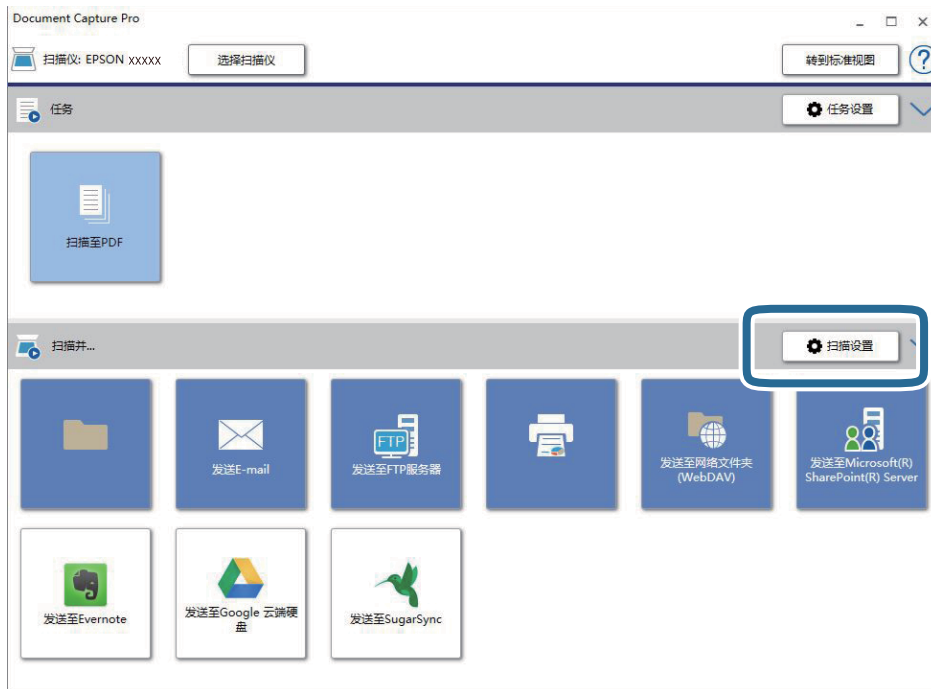 Document Capture Pro
扫描仪: EPSON XXXXX
选择扫描仪
转到标准视图
?
任务
任务设置
扫描至PDF
扫描并...
扫描设置
发送E-mail
FTP
发送至FTP服务器
发送至网络文件夹
(WebDAV)
发送至Microsoft(R)
SharePoint(R) Server
发送至Evernote
发送至Google 云端硬
盘
发送至SugarSync